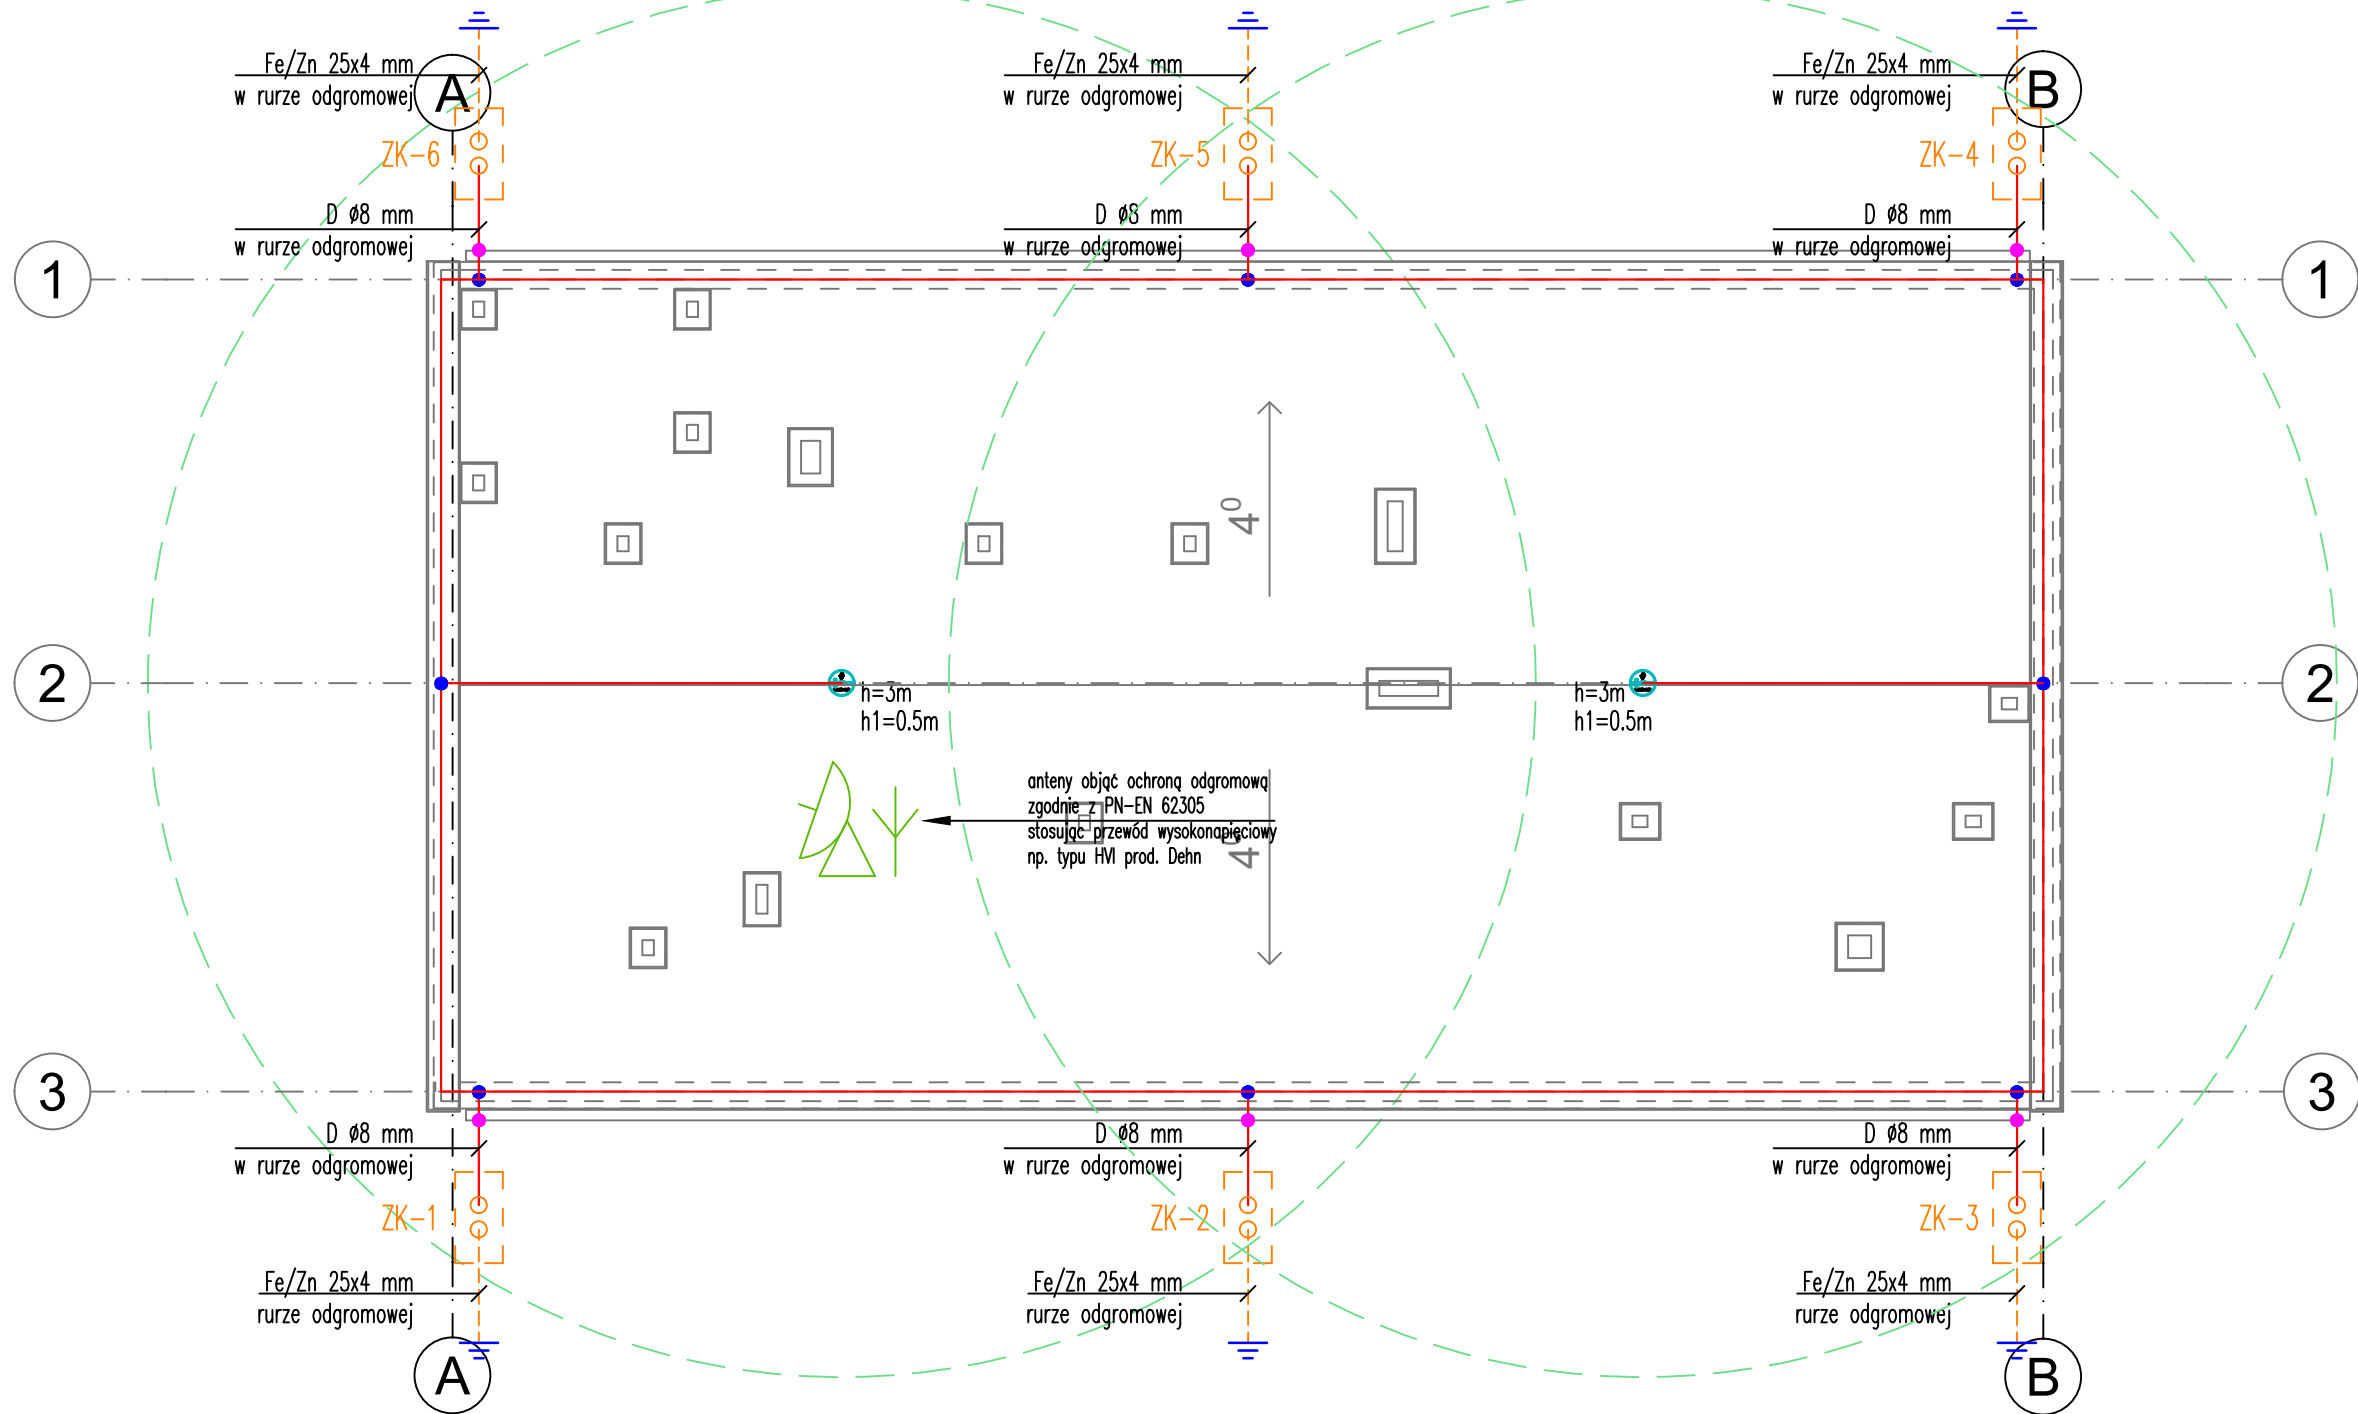 Fe/Zn 25x4 mm
w rurze odgromowej
A
Fe/Zn 25x4 mm
w rurze odgromowej
Fe/Zn 25x4 mm
w rurze odgromowej
B
ZK-6
ZK-5
ZK-4
D ø8 mm
w rurze odgromowej
D ø8 mm
w rurze odgromowej
D ø8 mm
w rurze odgromowej
1
1
4⁰
2
h=3m
h1=0.5m
h=3m
h1=0.5m
2
anteny objąć ochroną odgromową
zgodnie z PN-EN 62305
stosując przewód wysokonapięciowy
np. typu HVI prod. Dehn
4⁰
3
3
D ø8 mm
w rurze odgromowej
D ø8 mm
w rurze odgromowej
D ø8 mm
w rurze odgromowej
ZK-1
ZK-2
ZK-3
Fe/Zn 25x4 mm
rurze odgromowej
Fe/Zn 25x4 mm
rurze odgromowej
Fe/Zn 25x4 mm
rurze odgromowej
A
B